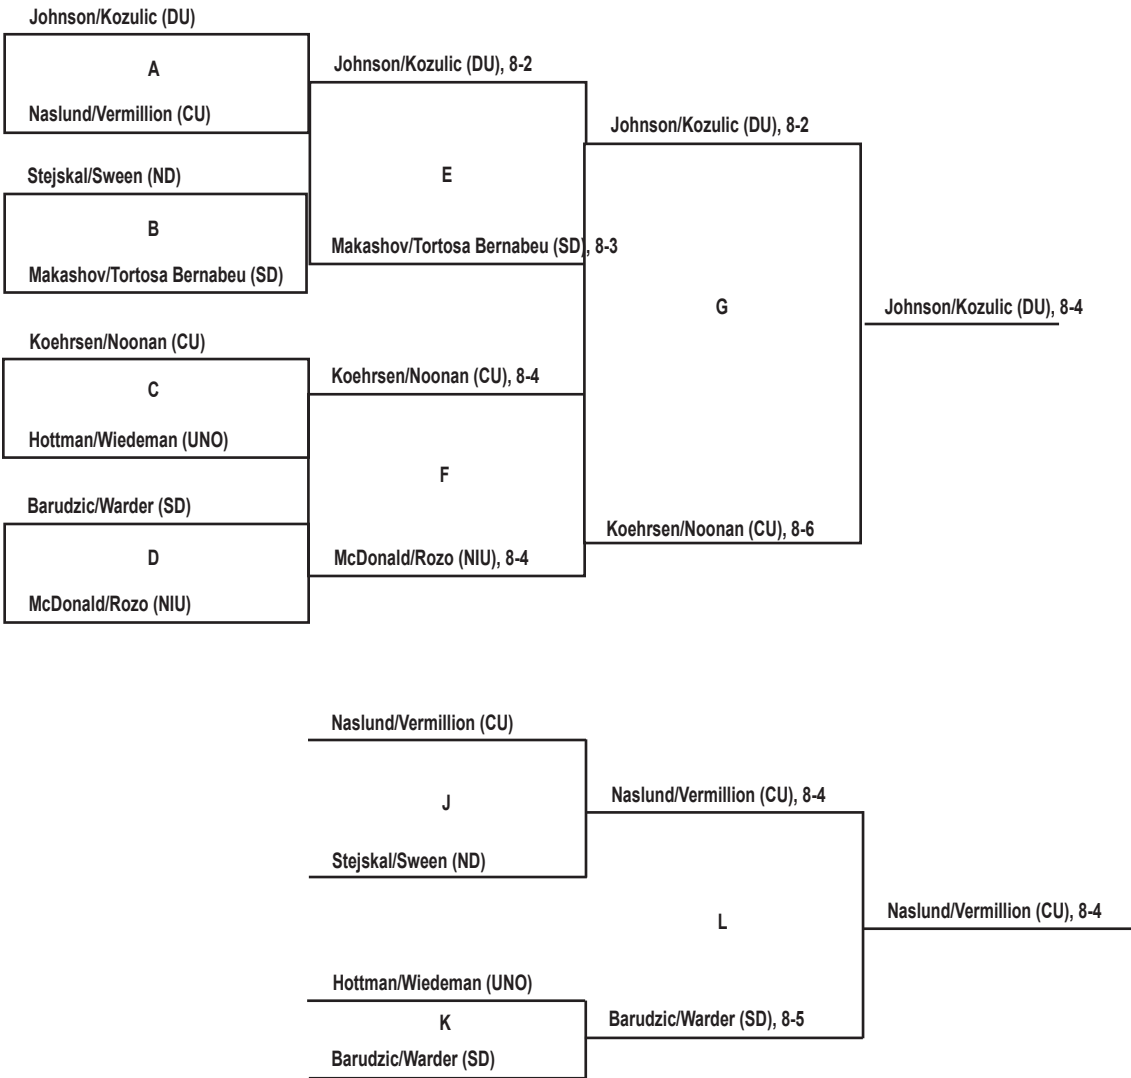 Johnson/Kozulic (DU)
A
Naslund/Vermillion (CU)
Stejskal/Sween (ND)
B
Makashov/Tortosa Bernabeu (SD)
Koehrsen/Noonan (CU)
C
Hottman/Wiedeman (UNO)
Barudzic/Warder (SD)
D
McDonald/Rozo (NIU)
Johnson/Kozulic (DU), 8-2
E
Makashov/Tortosa Bernabeu (SD), 8-3
Koehrsen/Noonan (CU), 8-4
F
McDonald/Rozo (NIU), 8-4
Johnson/Kozulic (DU), 8-2
G
Koehrsen/Noonan (CU), 8-6
Johnson/Kozulic (DU), 8-4
Naslund/Vermillion (CU)
J
Stejskal/Sween (ND)
Hottman/Wiedeman (UNO)
K
Barudzic/Warder (SD)
Naslund/Vermillion (CU), 8-4
L
Barudzic/Warder (SD), 8-5
Naslund/Vermillion (CU), 8-4